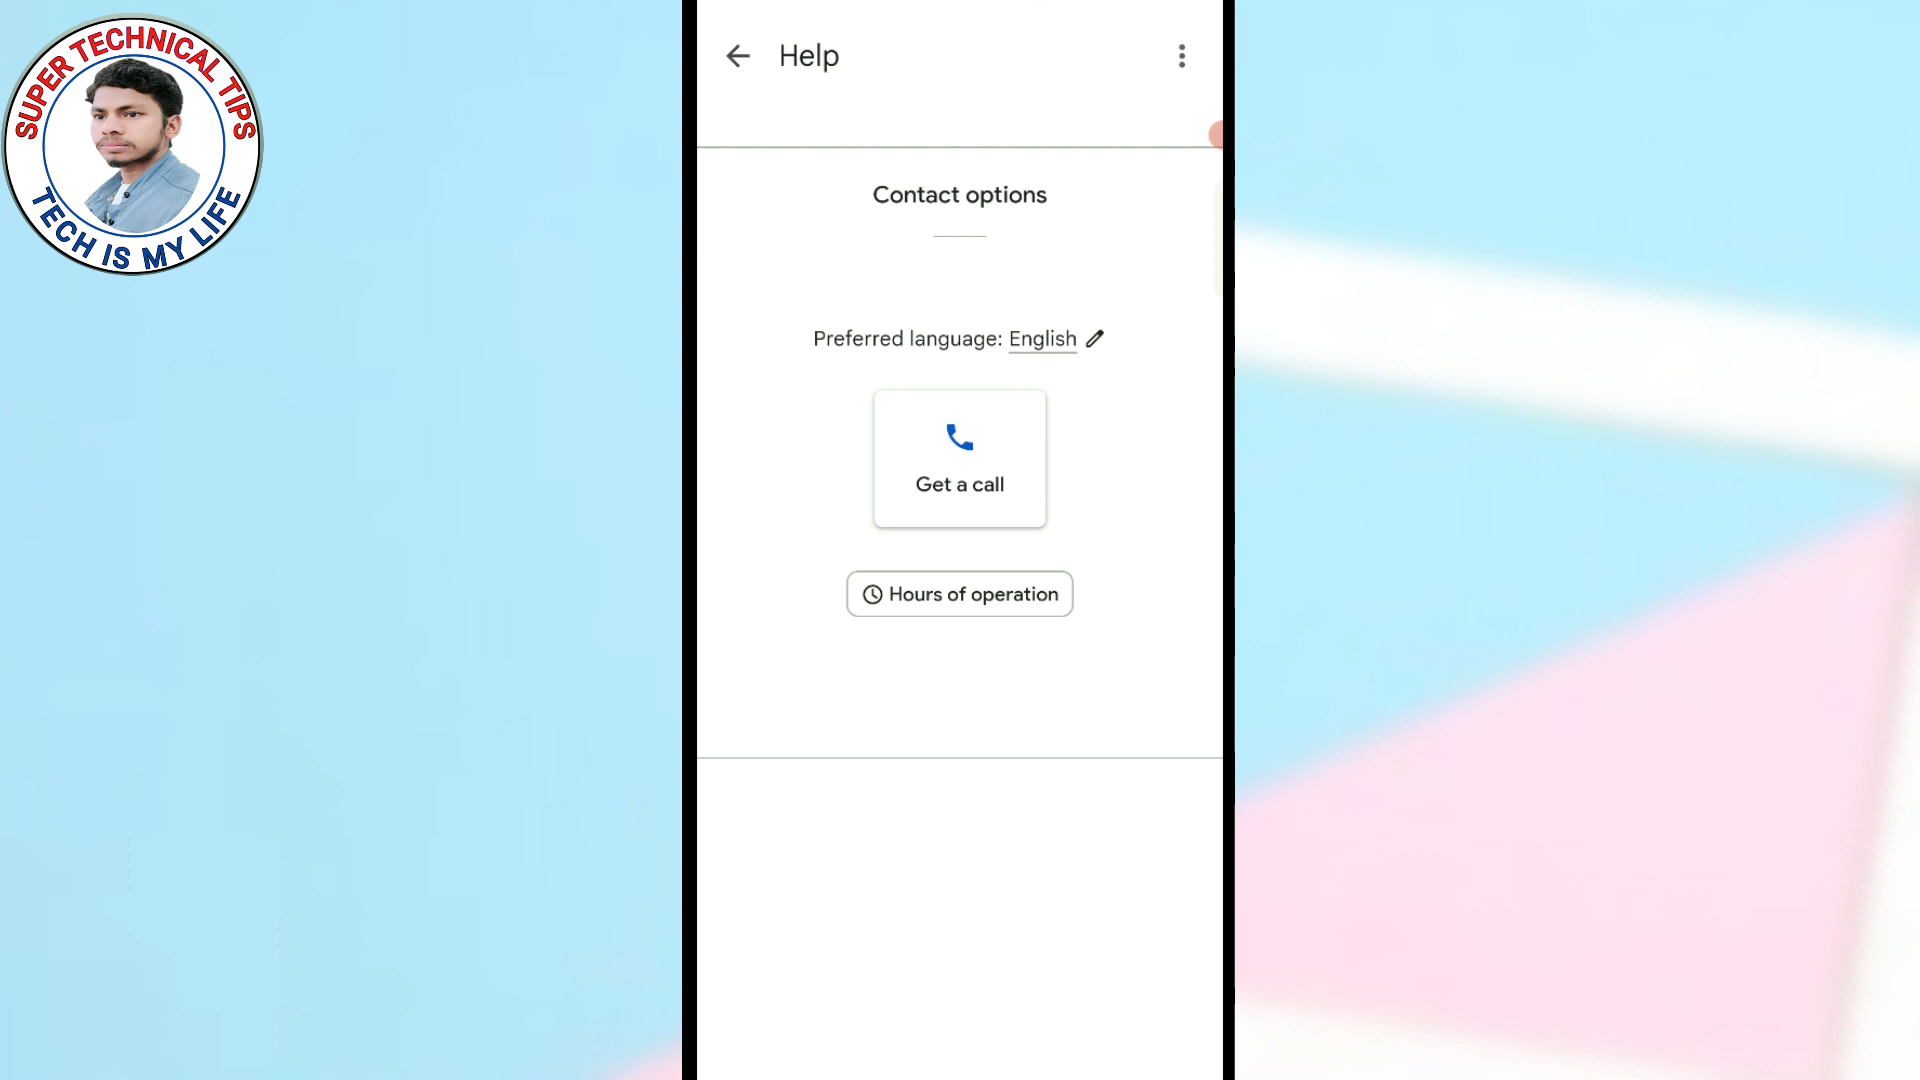 SUPER TECHNICAL TIPS
TECH IS MY LIFE
Help
Contact options
Preferred language: English
Get a call
Hours of operation